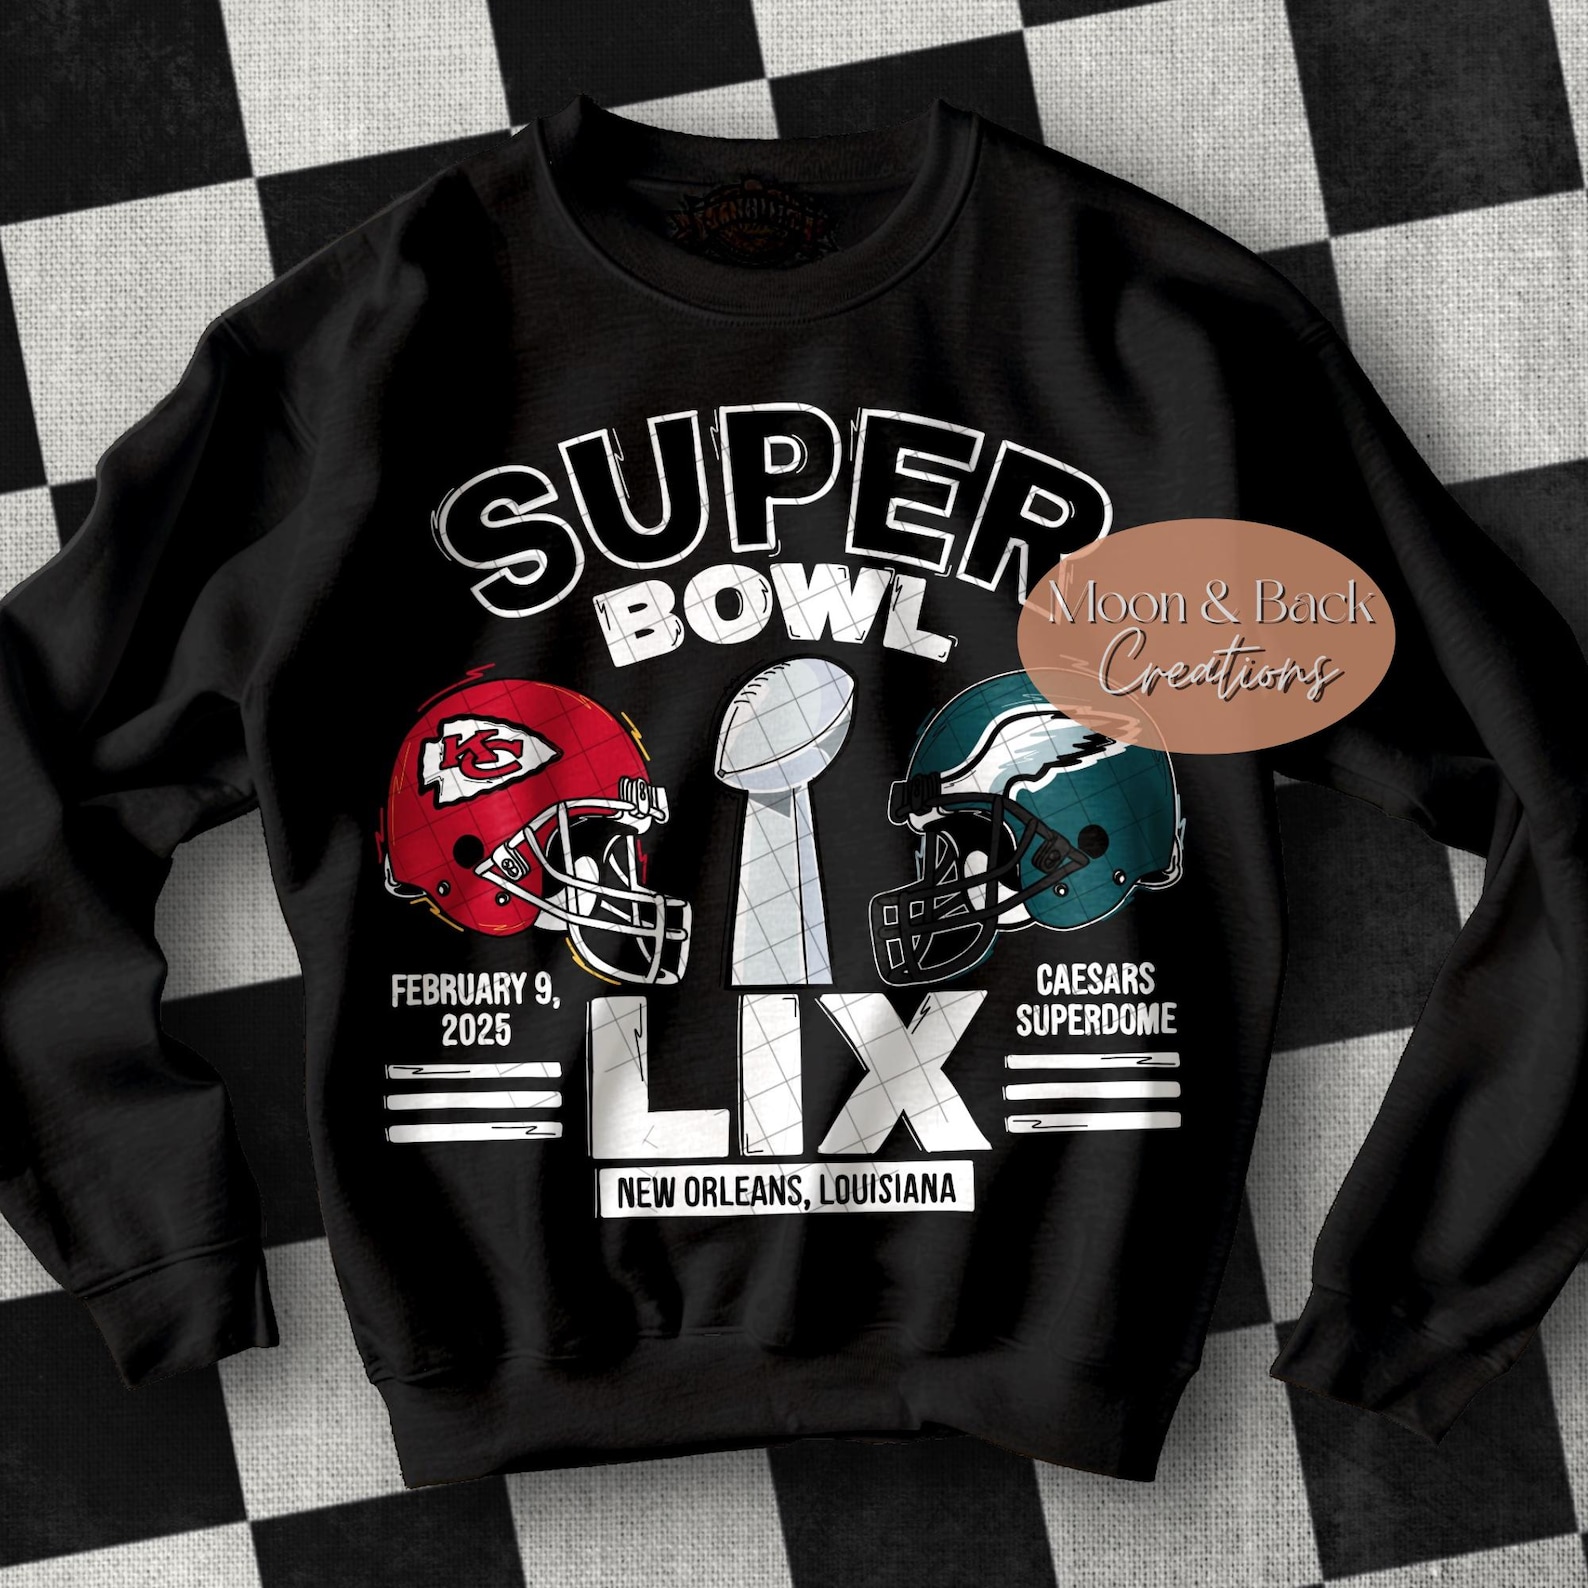 SUPER
BOWL
Moon & Back
Creations
KC
FEBRUARY 9,
2025
CAESARS
SUPERDOME
LIX
NEW ORLEANS, LOUISIANA